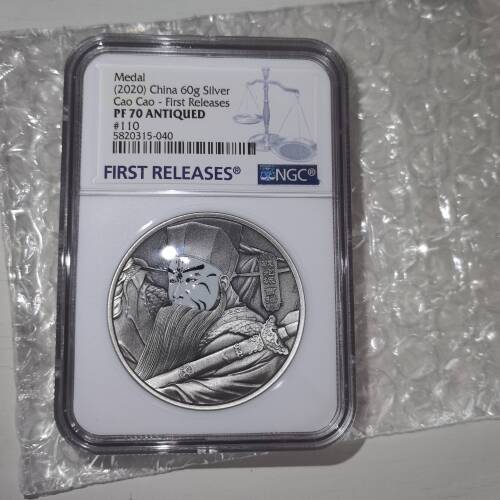 Medal
(2020) China 60g Silver
Cao Cao - First Releases
PF 70 ANTIQUED
#110
5820315-040
FIRST RELEASES®
NGC®